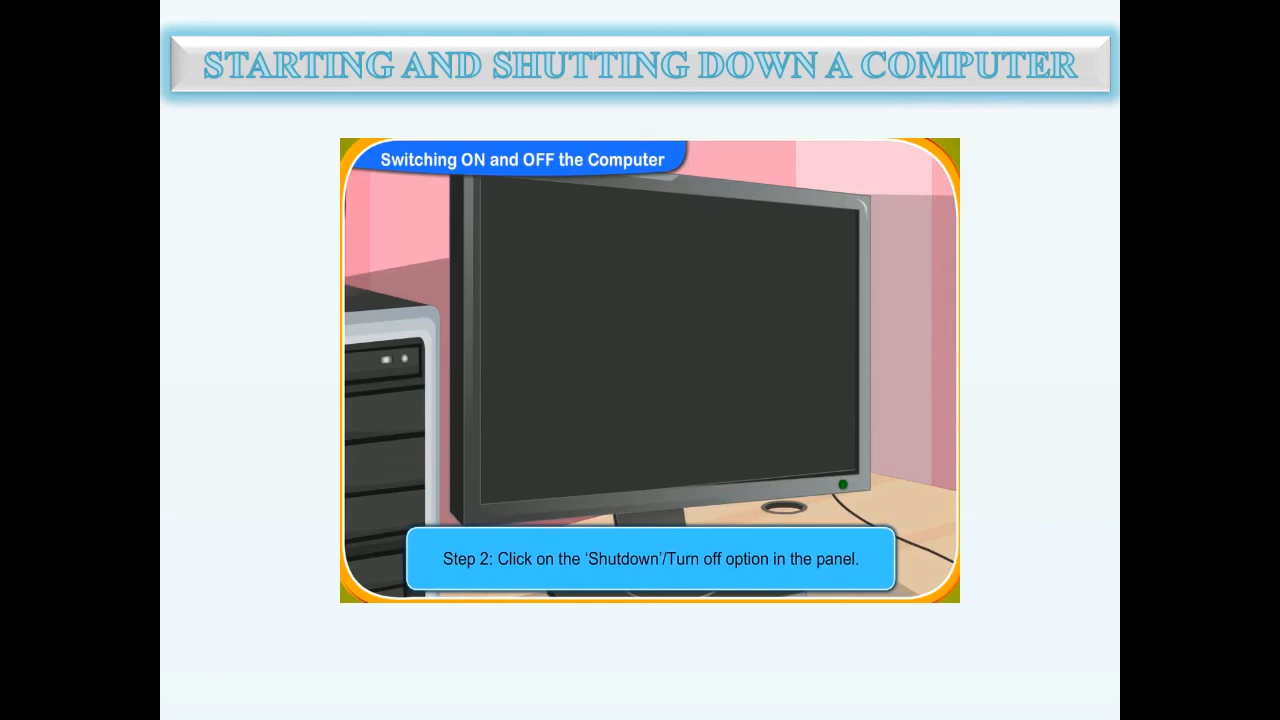 STARTING AND SHUTTING DOWN A COMPUTER
Switching ON and OFF the Computer
Step 2: Click on the ‘Shutdown’/Turn off option in the panel.